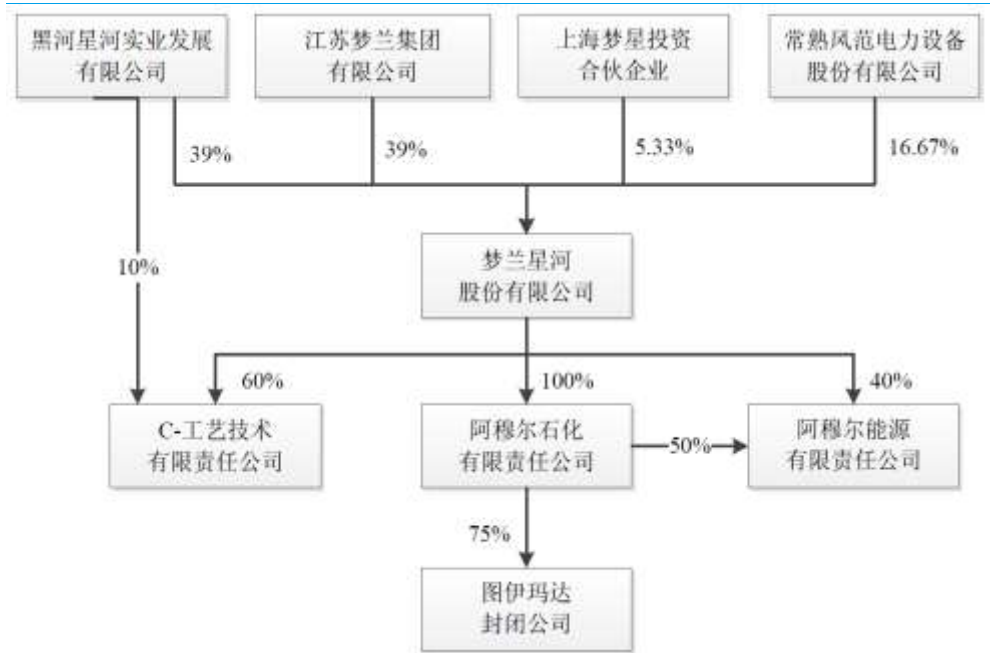 黑河星河实业发展
有限公司
江苏梦兰集团
有限公司
上海梦星投资
合伙企业
常熟风范电力设备
股份有限公司
39%
39%
5.33%
16.67%
梦兰星河
股份有限公司
10%
60%
100%
40%
C-工艺技术
有限责任公司
阿穆尔石化
有限责任公司
50%
阿穆尔能源
有限责任公司
75%
图伊玛达
封闭公司